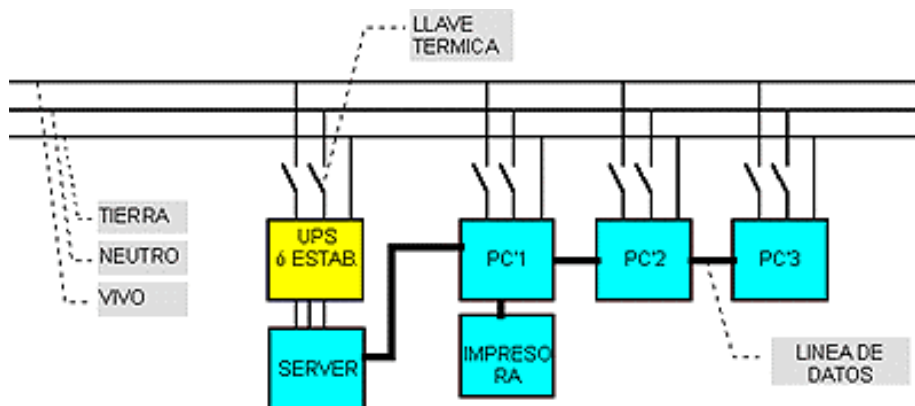 LLAVE
TERMICA
TIERRA
NEUTRO
VIVO
UPS
ó ESTAB.
PC'1
PC'2
PC'3
SERVER
IMPRESO
RA
LINEA DE
DATOS